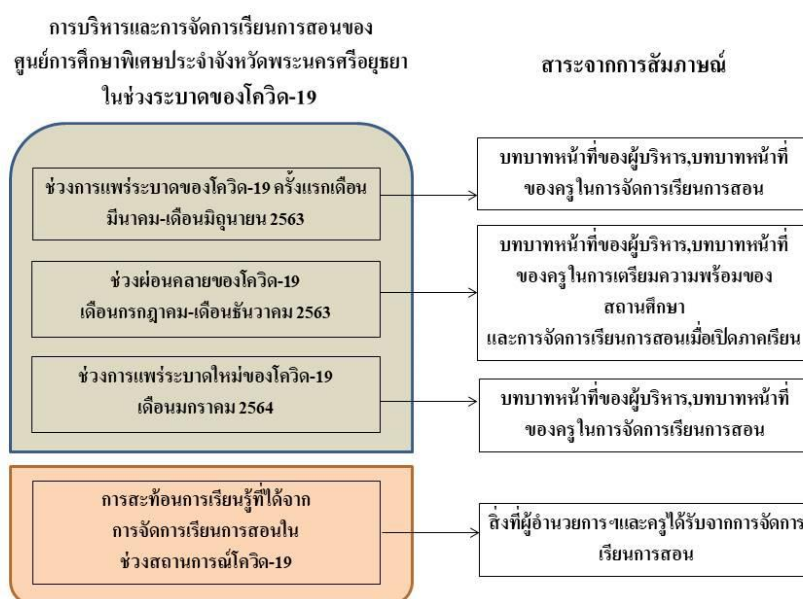 การบริหารและการจัดการเรียนการสอนของ
ศูนย์การศึกษาพิเศษประจำจังหวัดพระนครศรีอยุธยา
ในช่วงระบาดของโควิด-19
สาระจากการสัมภาษณ์
ช่วงการแพร่ระบาดของโควิด-19 ครั้งแรกเดือน
มีนาคม-เดือนมิถุนายน 2563
บทบาทหน้าที่ของผู้บริหาร,บทบาทหน้าที่
ของครูในการจัดการเรียนการสอน
ช่วงผ่อนคลายของโควิด-19
เดือนกรกฎาคม-เดือนธันวาคม 2563
บทบาทหน้าที่ของผู้บริหาร,บทบาทหน้าที่
ของครูในการเตรียมความพร้อมของ
สถานศึกษา
และการจัดการเรียนการสอนเมื่อเปิดภาคเรียน
ช่วงการแพร่ระบาดใหม่ของโควิด-19
เดือนมกราคม 2564
บทบาทหน้าที่ของผู้บริหาร,บทบาทหน้าที่
ของครูในการจัดการเรียนการสอน
การสะท้อนการเรียนรู้ที่ได้จาก
การจัดการเรียนการสอนใน
ช่วงสถานการณ์โควิด-19
สิ่งที่ผู้อำนวยการฯและครูได้รับจากการจัดการ
เรียนการสอน